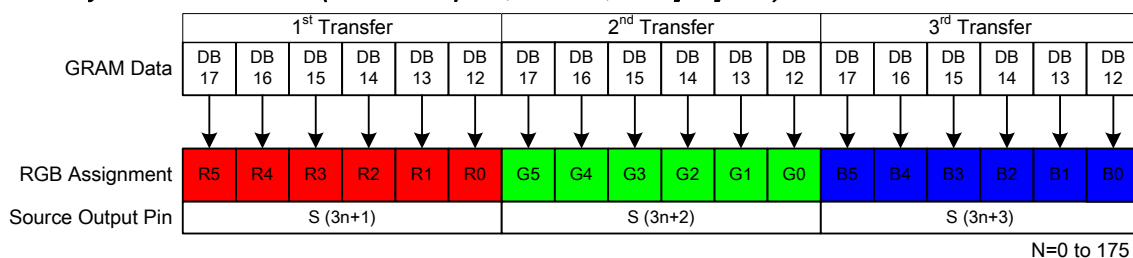 1st Transfer 2nd Transfer 3rd Transfer
GRAM Data DB 17 DB 16 DB 15 DB 14 DB 13 DB 12 DB 17 DB 16 DB 15 DB 14 DB 13 DB 12 DB 17 DB 16 DB 15 DB 14 DB 13 DB 12
RGB Assignment R5 R4 R3 R2 R1 R0 G5 G4 G3 G2 G1 G0 B5 B4 B3 B2 B1 B0
Source Output Pin S (3n+1) S (3n+2) S (3n+3)
N=0 to 175